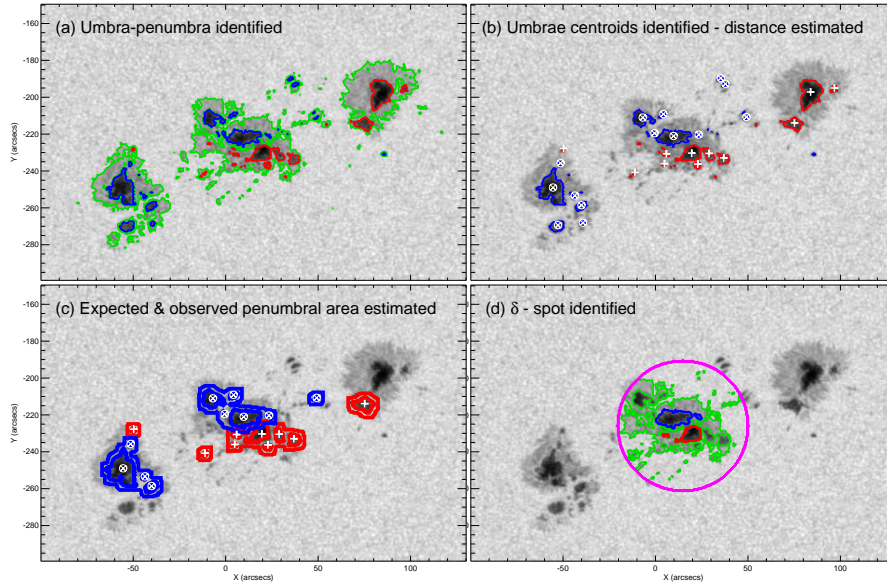 (a) Umbra-penumbra identified
(b) Umbrae centroids identified - distance estimated
-160
-180
-200
-220
-240
-260
-280
Y (arcsecs)
(c) Expected & observed penumbral area estimated
(d) δ - spot identified
-160
-180
-200
-220
-240
-260
-280
Y (arcsecs)
-50 0 50 100
-50 0 50 100
X (arcsecs)
X (arcsecs)